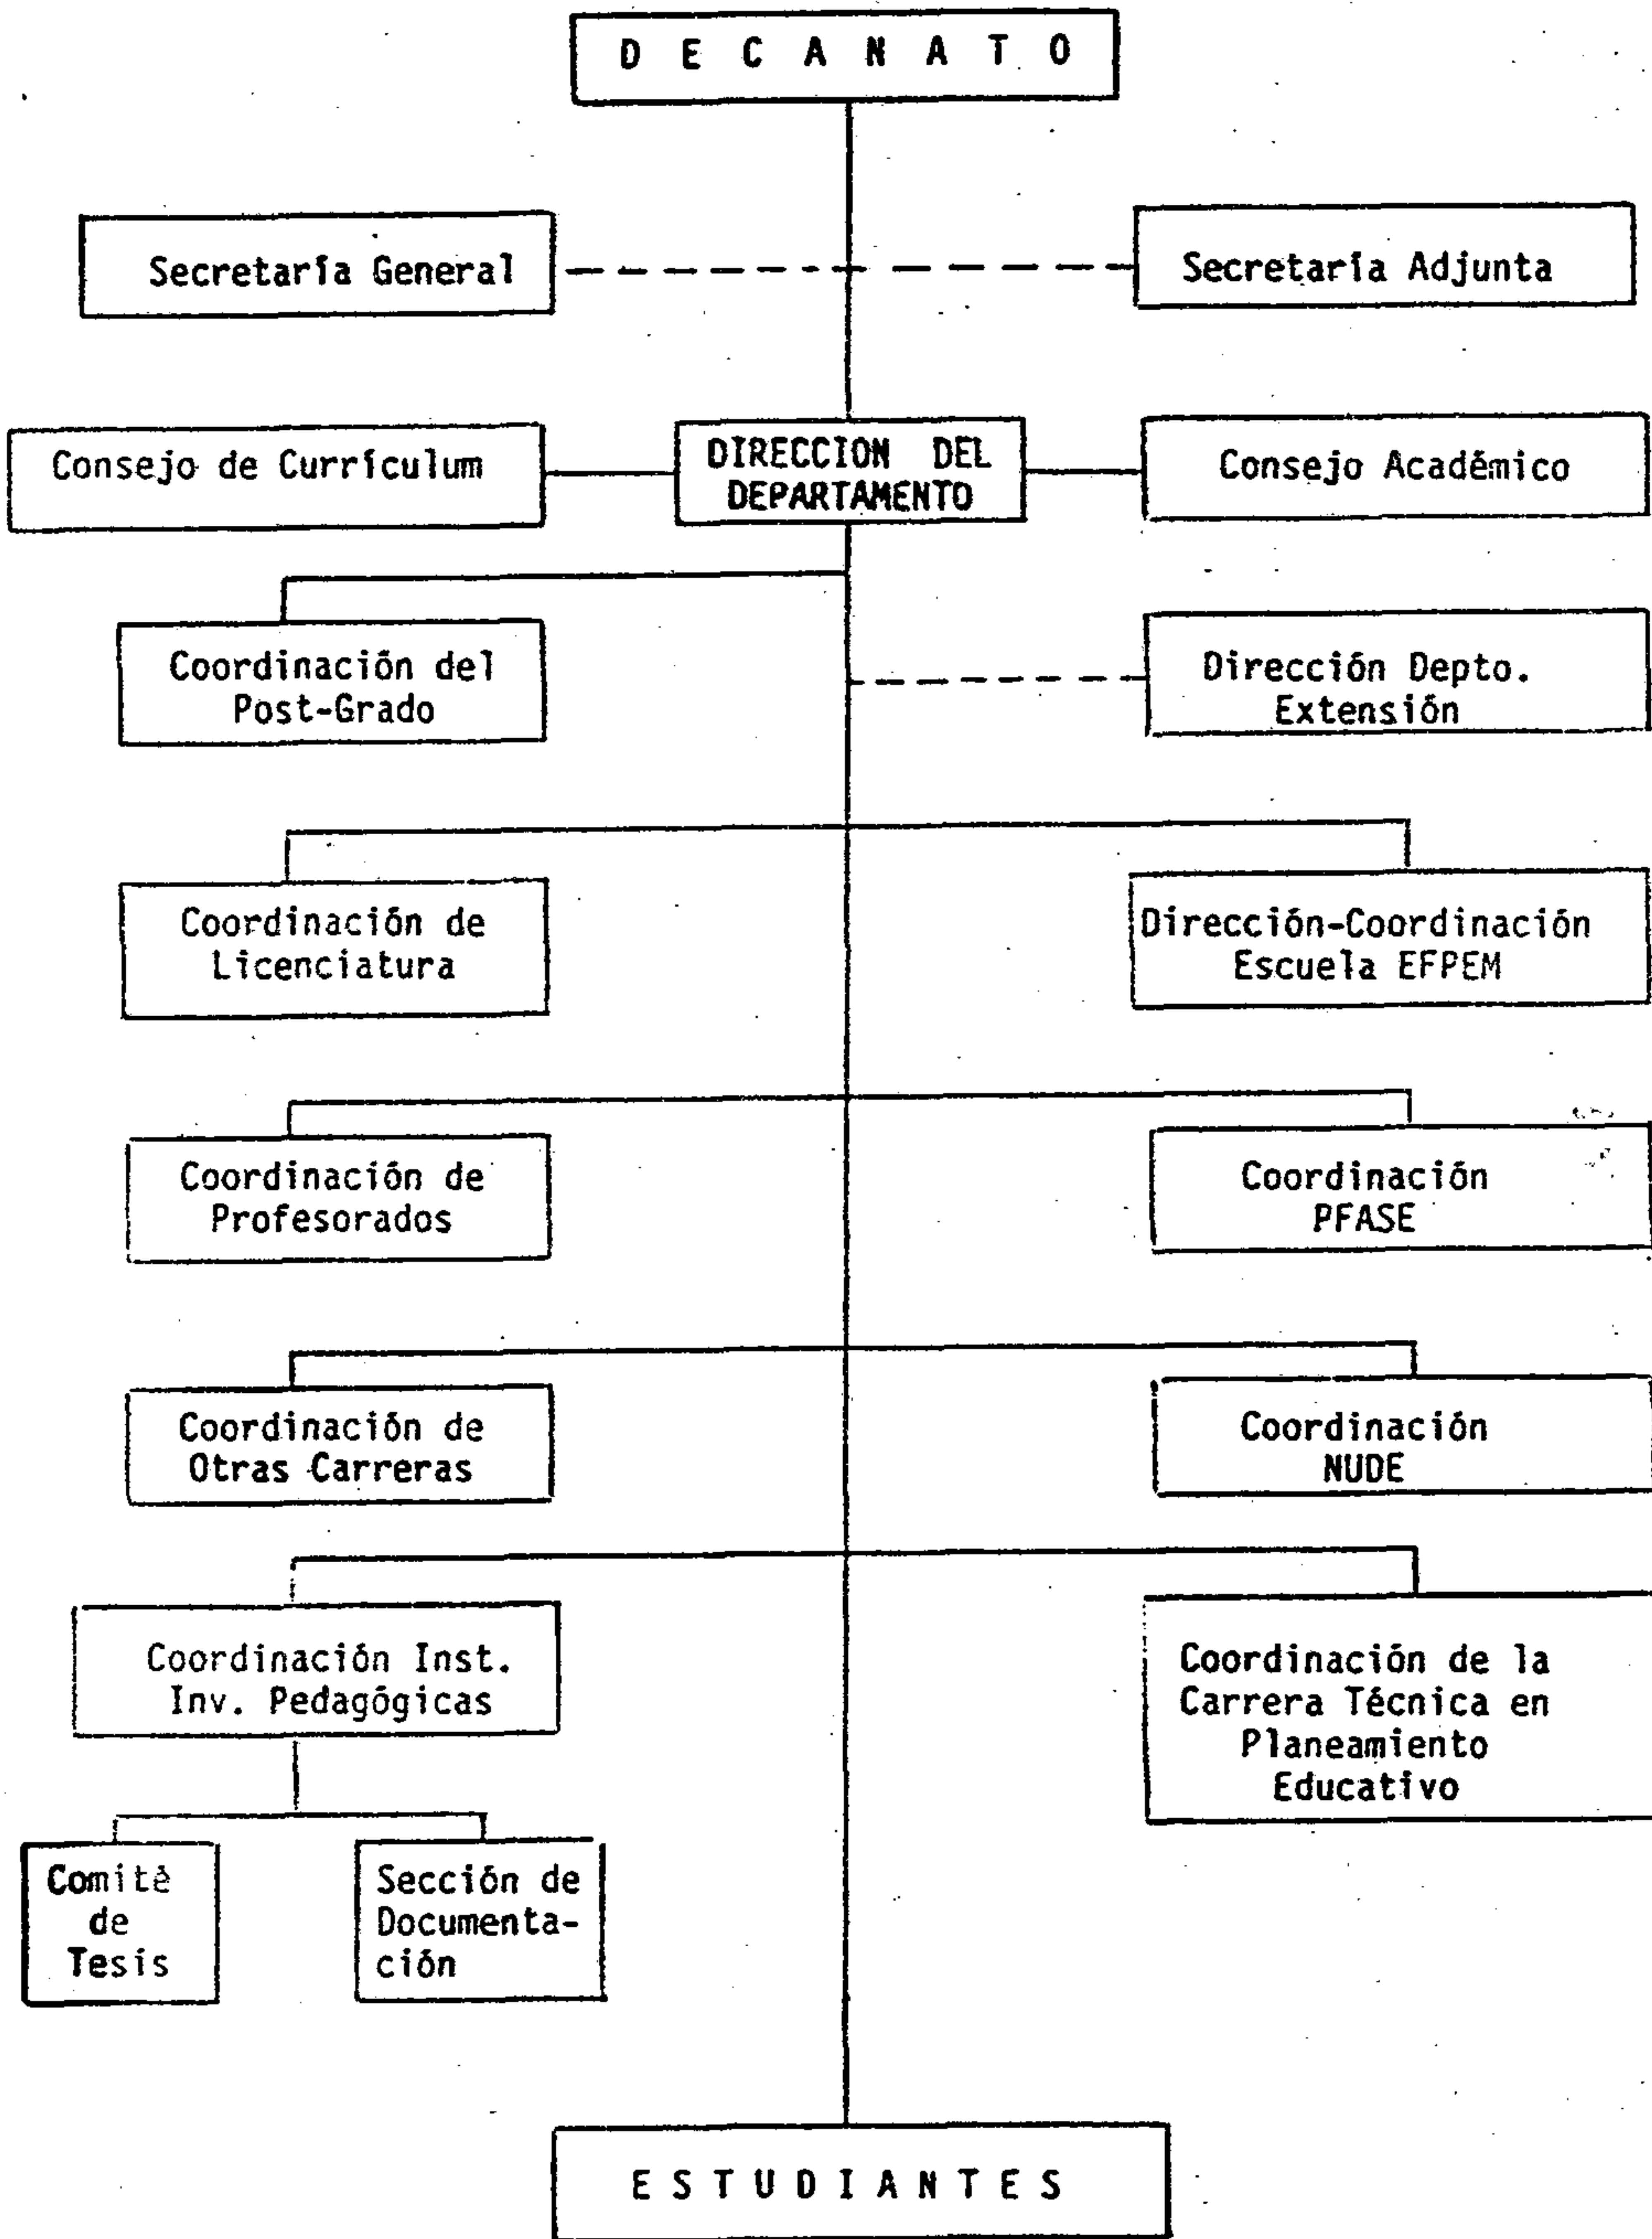 D E C A N A T O
Secretaría General
Secretaría Adjunta
Consejo de Currículum
DIRECCION DEL
DEPARTAMENTO
Consejo Académico
Coordinación del
Post-Grado
Dirección Depto.
Extensión
Coordinación de
Licenciatura
Dirección-Coordinación
Escuela EFPEM
Coordinación de
Profesorados
Coordinación
PFASE
Coordinación de
Otras Carreras
Coordinación
NUDE
Coordinación Inst.
Inv. Pedagógicas
Coordinación de la
Carrera Técnica en
Planeamiento
Educativo
Comité
de
Tesis
Sección de
Documenta-
ción
E S T U D I A N T E S